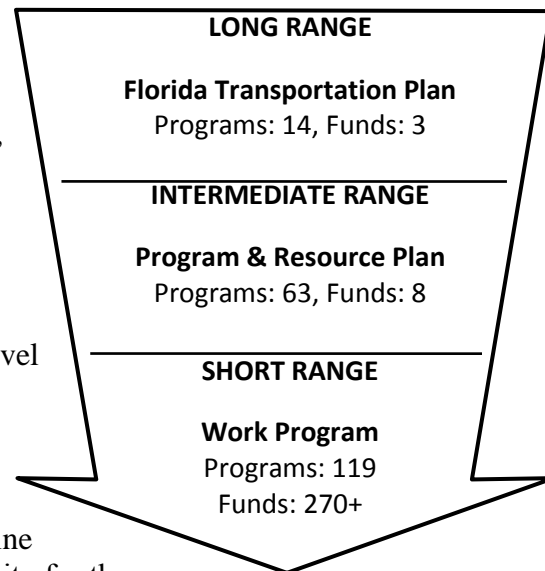 LONG RANGE
Florida Transportation Plan
Programs: 14, Funds: 3
INTERMEDIATE RANGE
Program & Resource Plan
Programs: 63, Funds: 8
SHORT RANGE
Work Program
Programs: 119
Funds: 270+